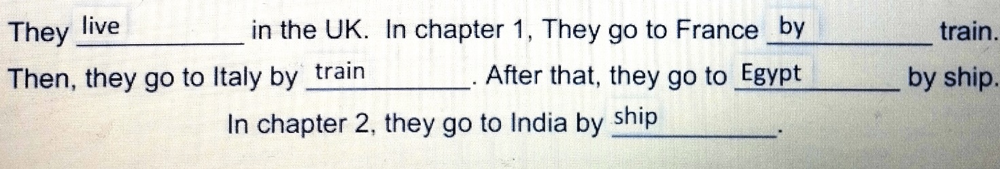 They live in the UK. In chapter 1, They go to France by train.
Then, they go to Italy by train. After that, they go to Egypt by ship.
In chapter 2, they go to India by ship.